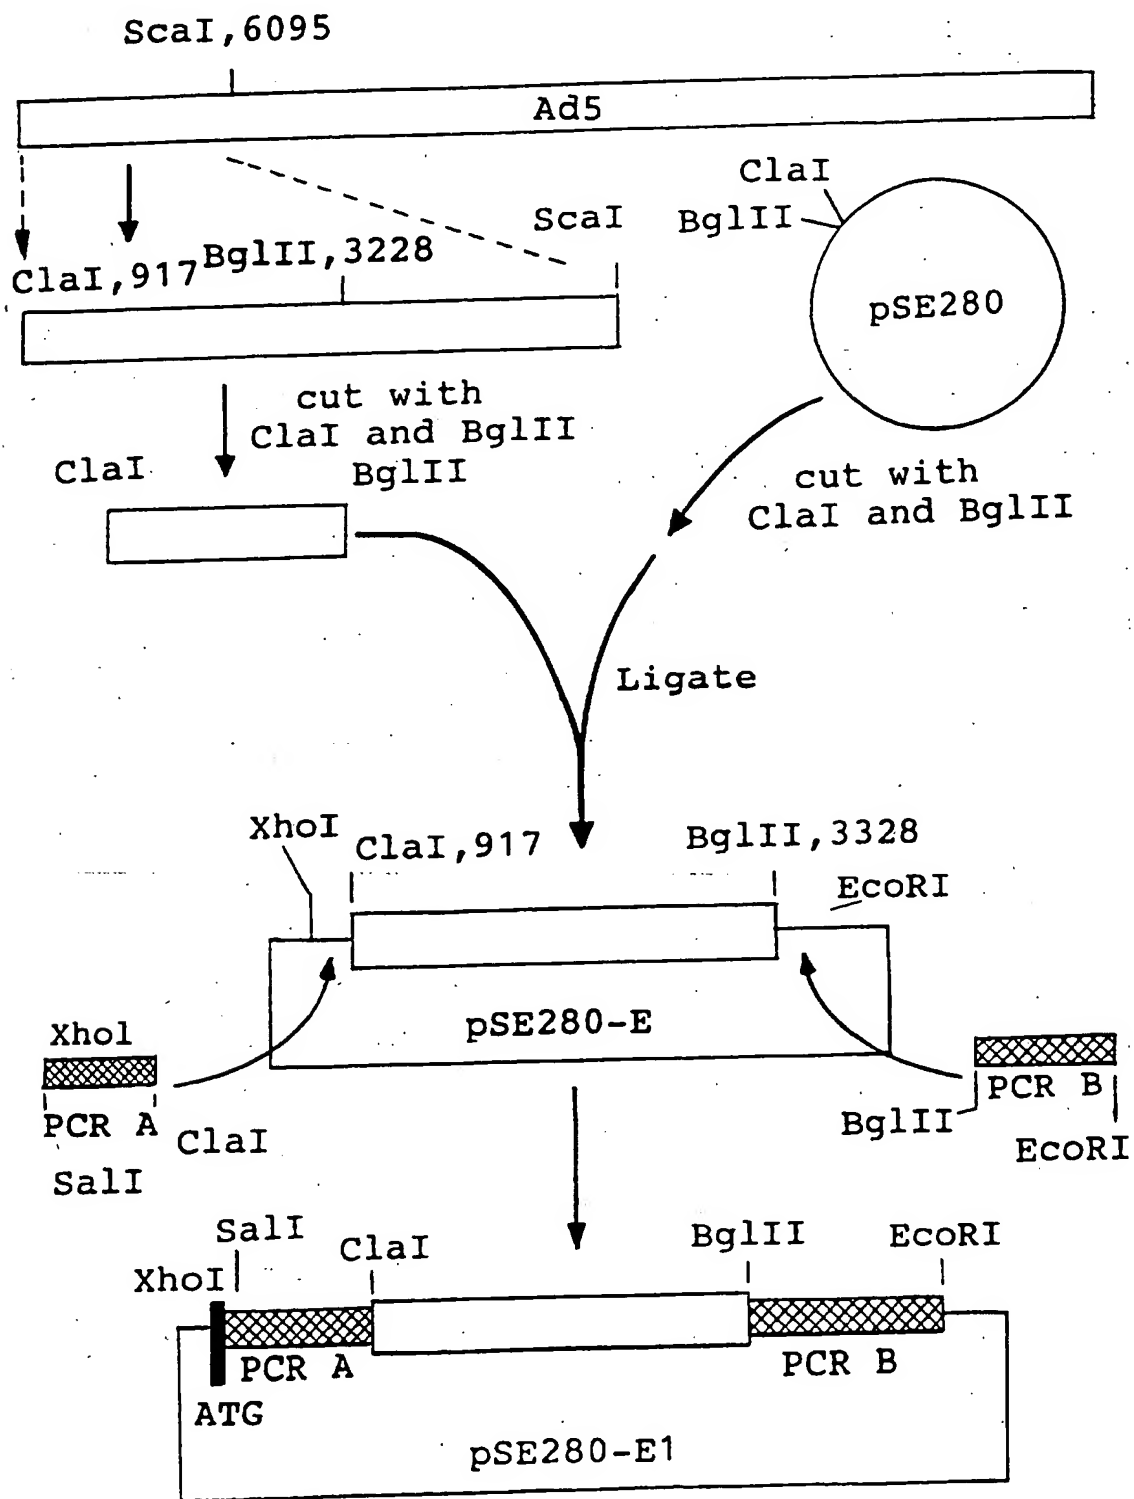 ScaI,6095
Ad5
ClaI
BglII
ScaI
BglII,3228
ClaI,917
pSE280
cut with
ClaI and BglII
ClaI
BglII
cut with
ClaI and BglII
Ligate
XhoI
ClaI,917
BglII,3328
EcoRI
pSE280-E
Xhol
PCR A
ClaI
SalI
PCR B
BglII
EcoRI
SalI
ClaI
BglII
EcoRI
XhoI
PCR A
PCR B
ATG
pSE280-E1